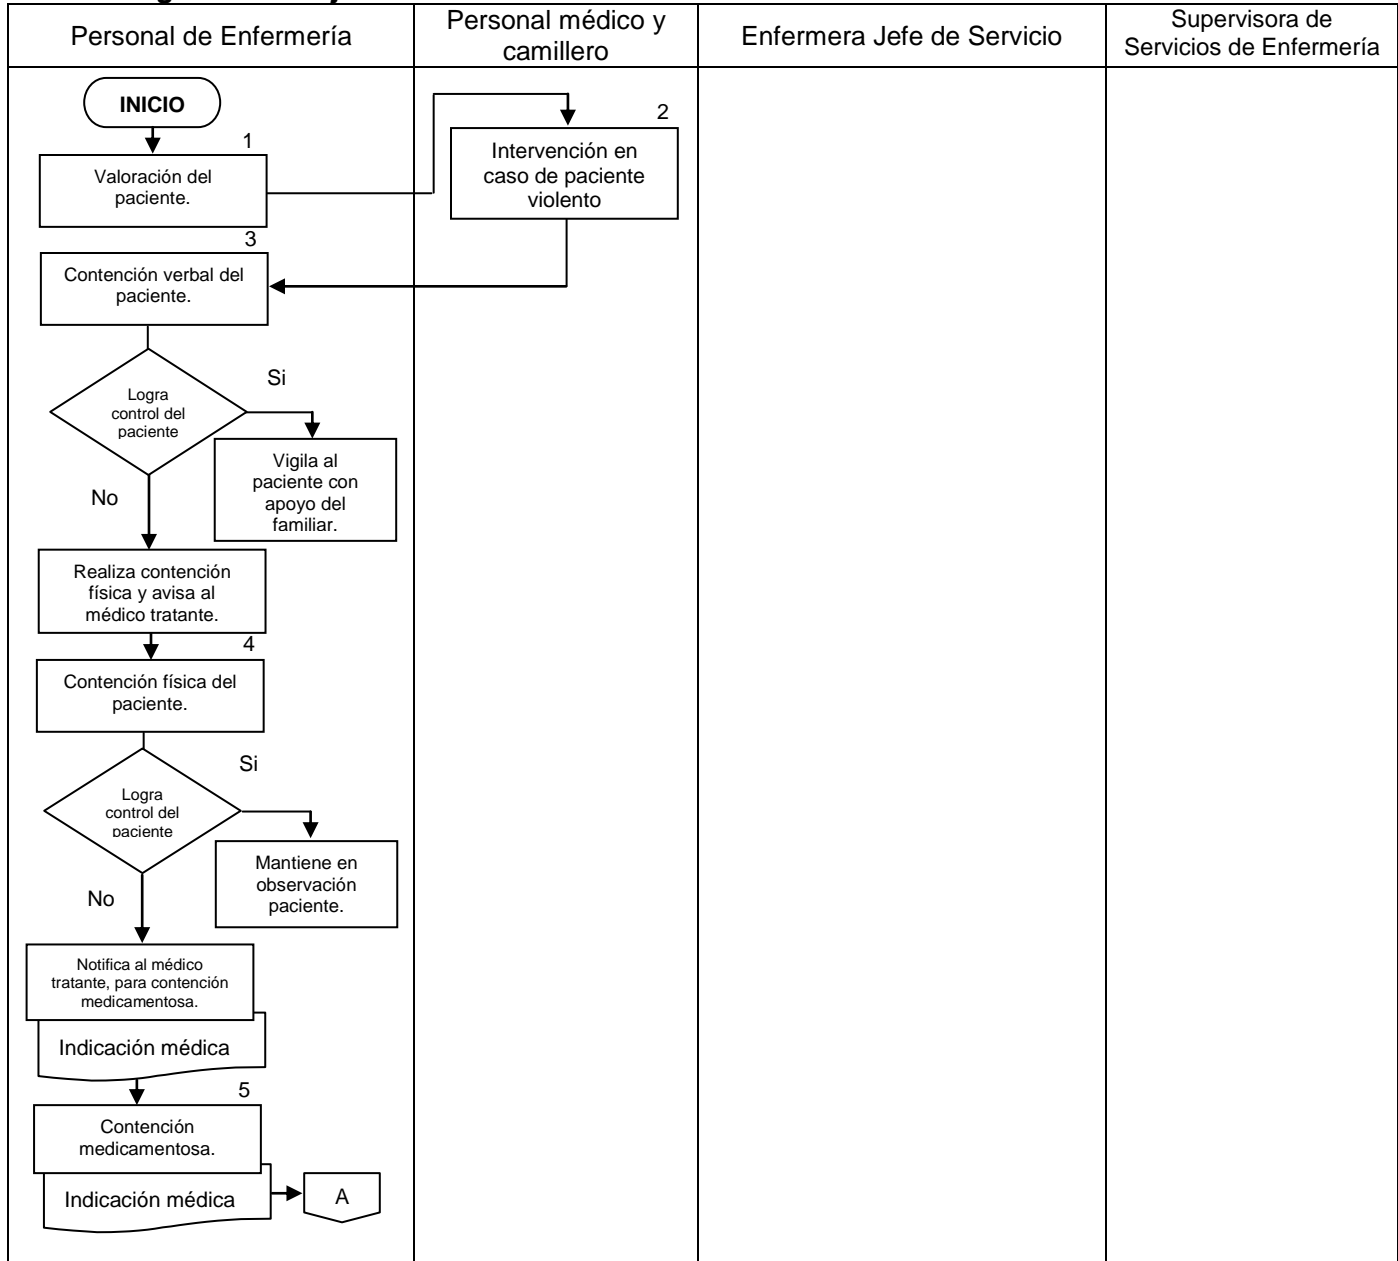 Personal de Enfermería
Personal médico y
camillero
Enfermera Jefe de Servicio
Supervisora de
Servicios de Enfermería
INICIO
1
Valoración del
paciente.
2
Intervención en
caso de paciente
violento
3
Contención verbal del
paciente.
Logra
control del
paciente
Si
Vigila al
paciente con
apoyo del
familiar.
No
Realiza contención
física y avisa al
médico tratante.
4
Contención física del
paciente.
Logra
control del
paciente
Si
Mantiene en
observación
paciente.
No
Notifica al médico
tratante, para contención
medicamentosa.
Indicación médica
5
Contención
medicamentosa.
Indicación médica
A